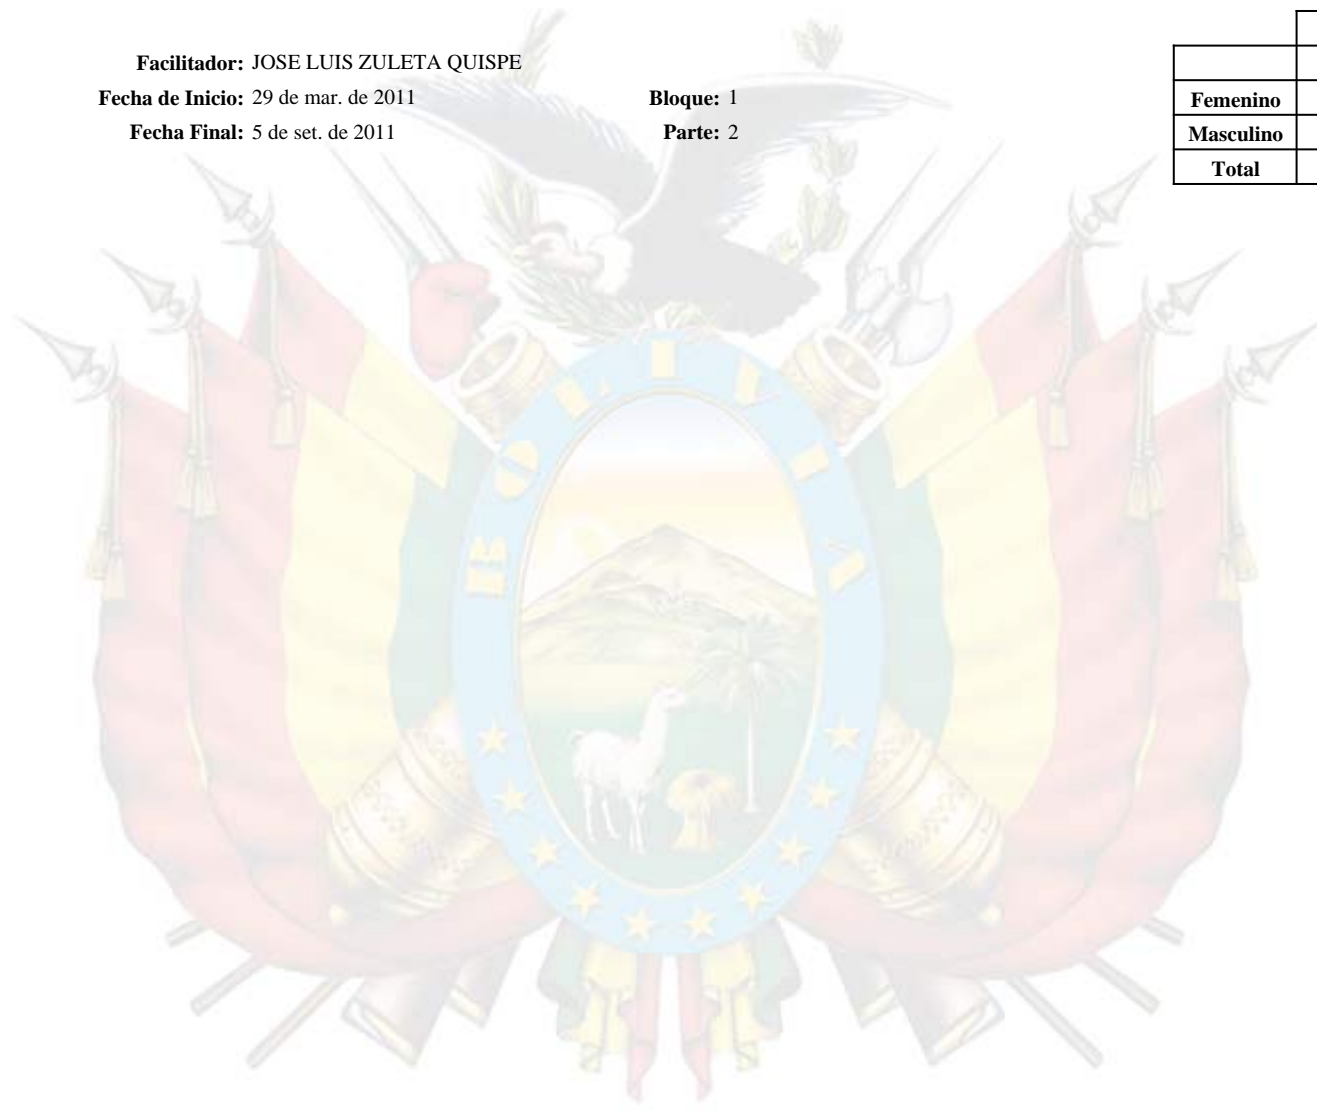 Facilitador: JOSE LUIS ZULETA QUISPE
Fecha de Inicio: 29 de mar. de 2011 Bloque: 1
Fecha Final: 5 de set. de 2011 Parte: 2
Femenino
Masculino
Total
BOLIVIA